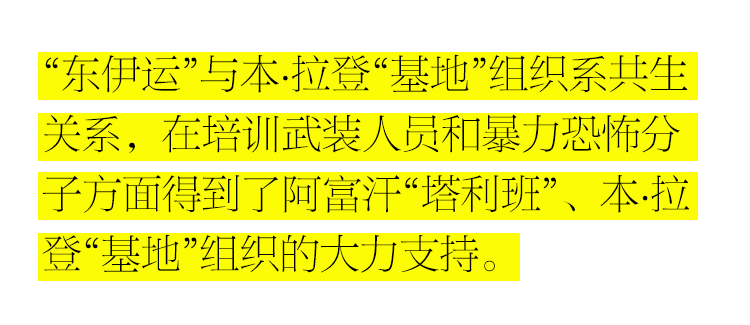 “东伊运”与本·拉登“基地”组织系共生
关系，在培训武装人员和暴力恐怖分
子方面得到了阿富汗“塔利班”、本·拉
登“基地”组织的大力支持。